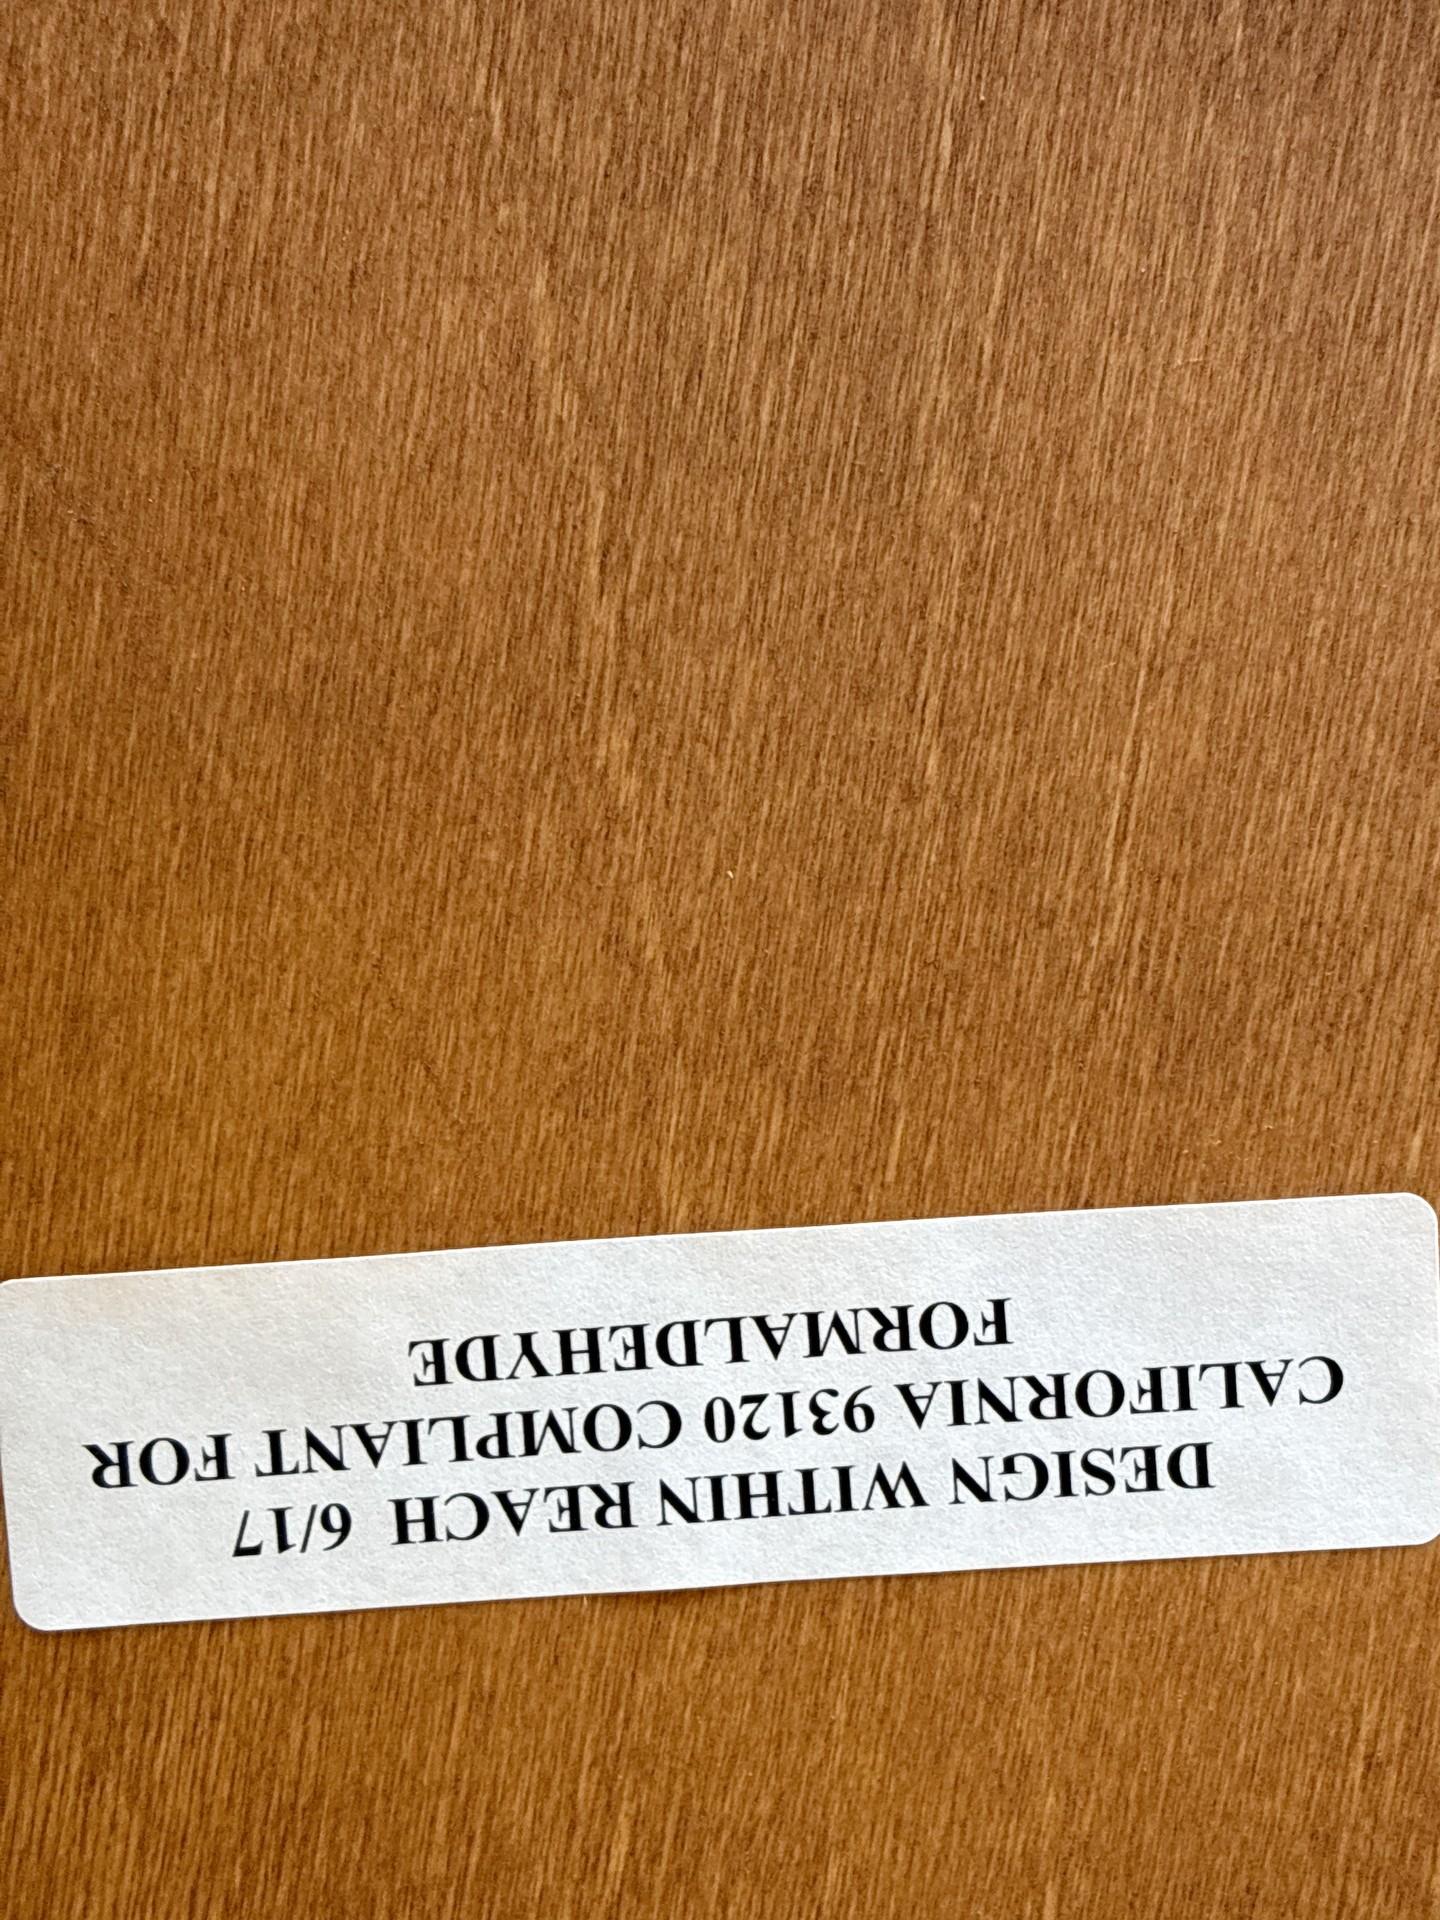 DESIGN WITHIN REACH 6/17
CALIFORNIA 93120 COMPLIANT FOR
FORMALDEHYDE